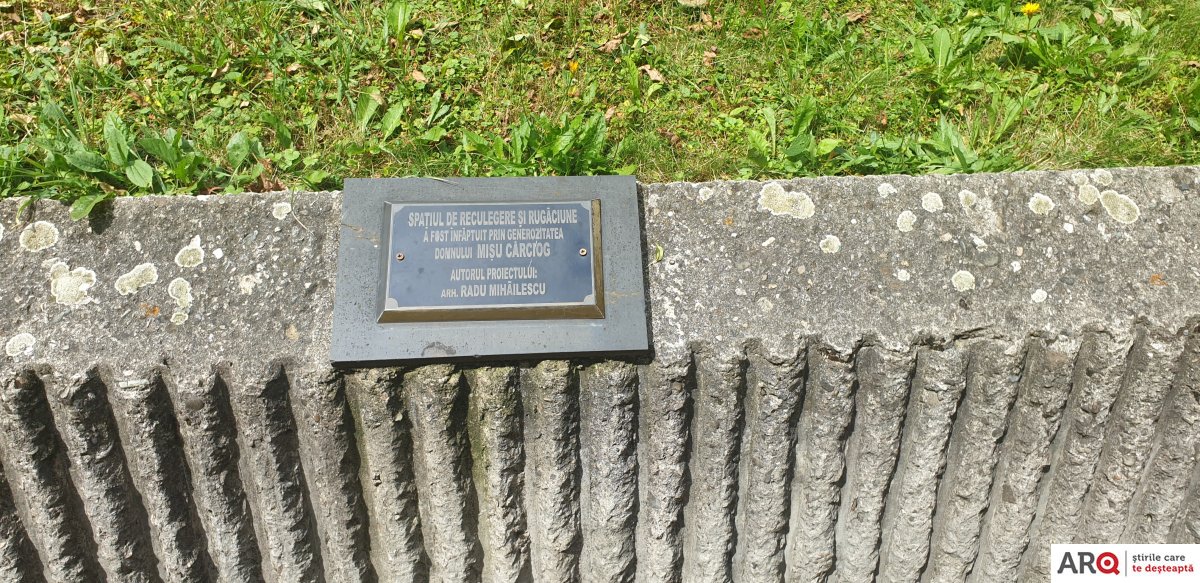 SPAȚIUL DE RECULEGERE ȘI RUGĂCIUNE
A FOST ÎNFĂPTUIT PRIN GENEROZITATEA
DOMNULUI MIȘU CÂRCIOG
AUTORUL PROIECTULUI:
ARH. RADU MIHĂILESCU
ARQ știrile care
te deșteaptă